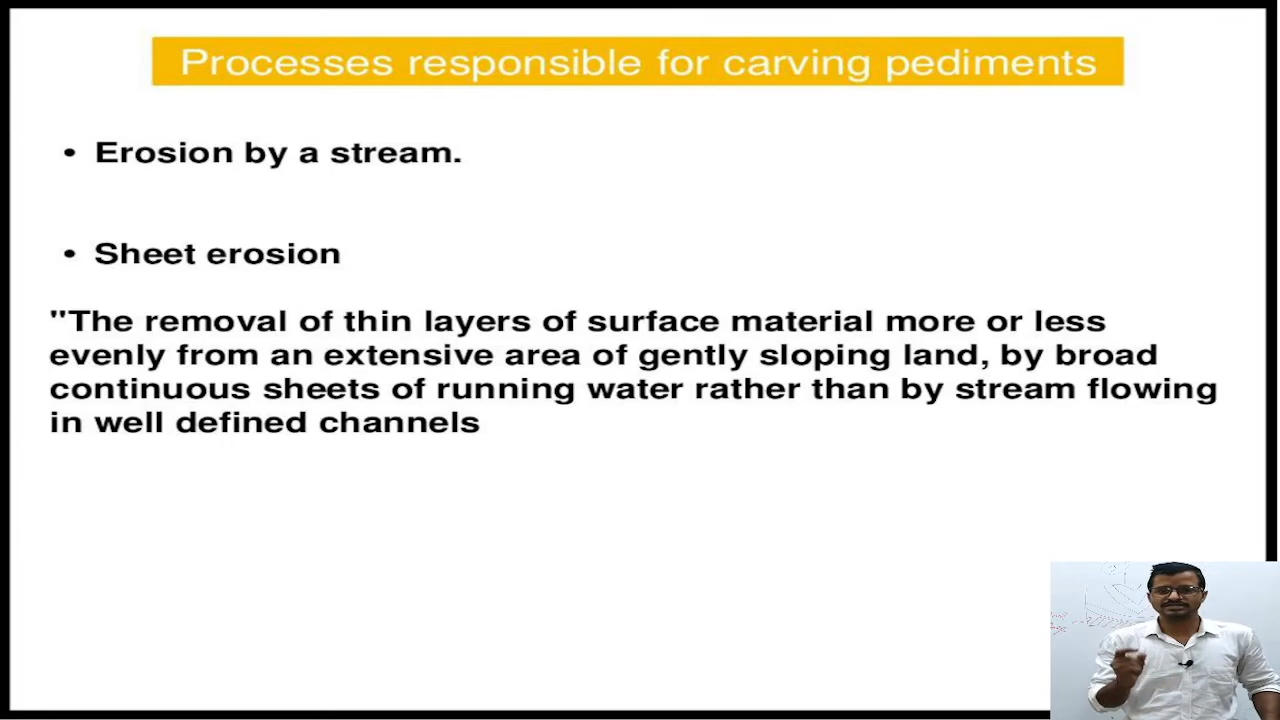 Processes responsible for carving pediments
• Erosion by a stream.
• Sheet erosion
"The removal of thin layers of surface material more or less
evenly from an extensive area of gently sloping land, by broad
continuous sheets of running water rather than by stream flowing
in well defined channels